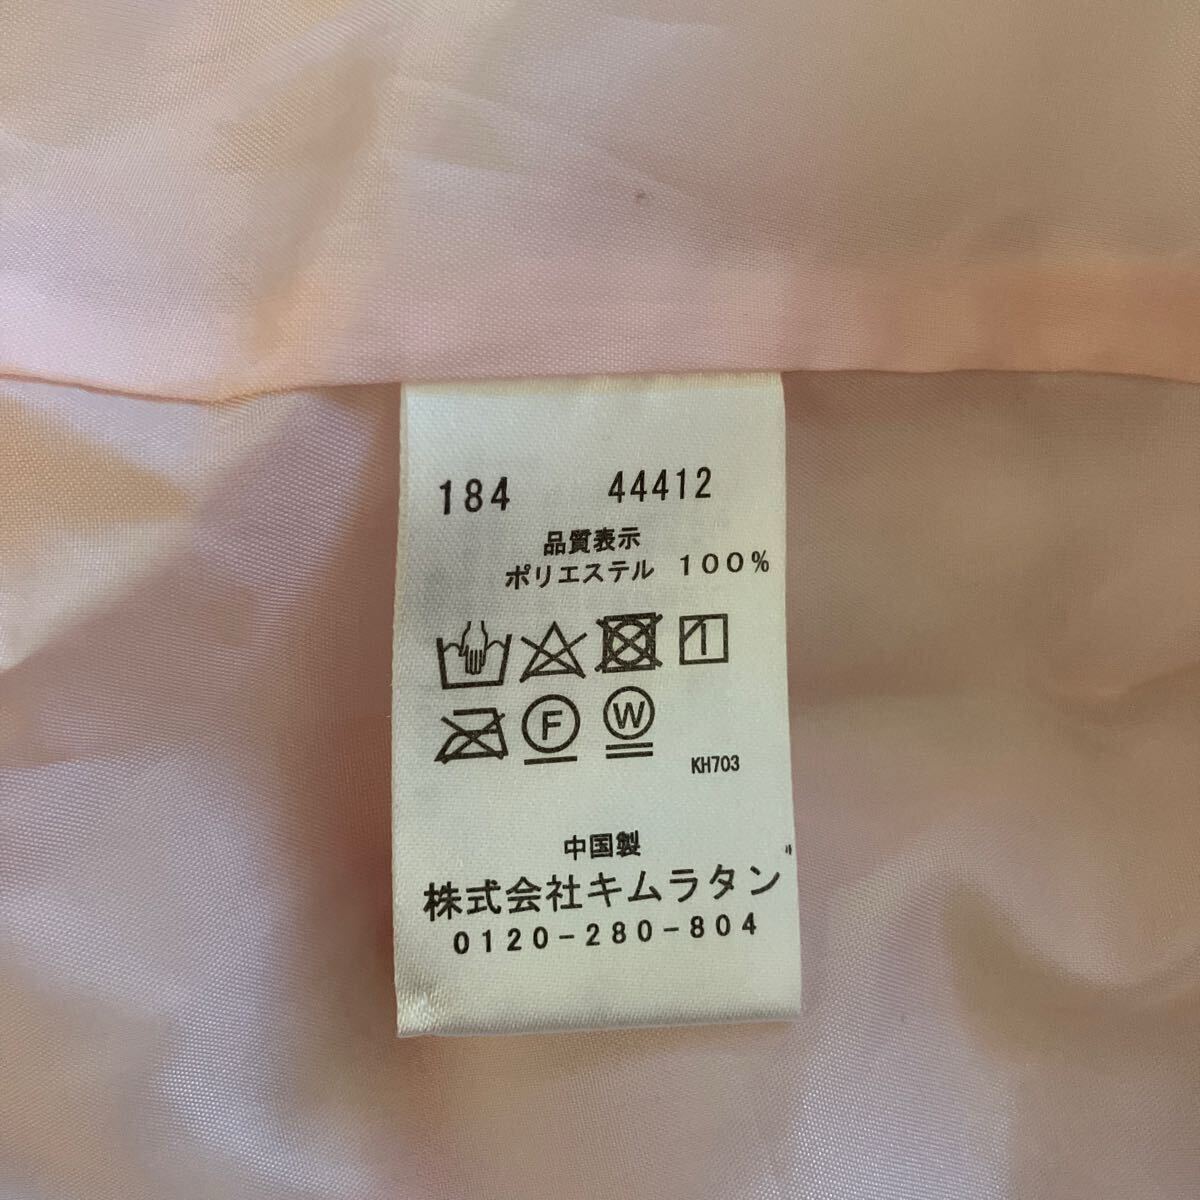 184 44412
品質表示
ポリエステル 100%
F W
KH703
中国製
株式会社キムラタン
0120-280-804